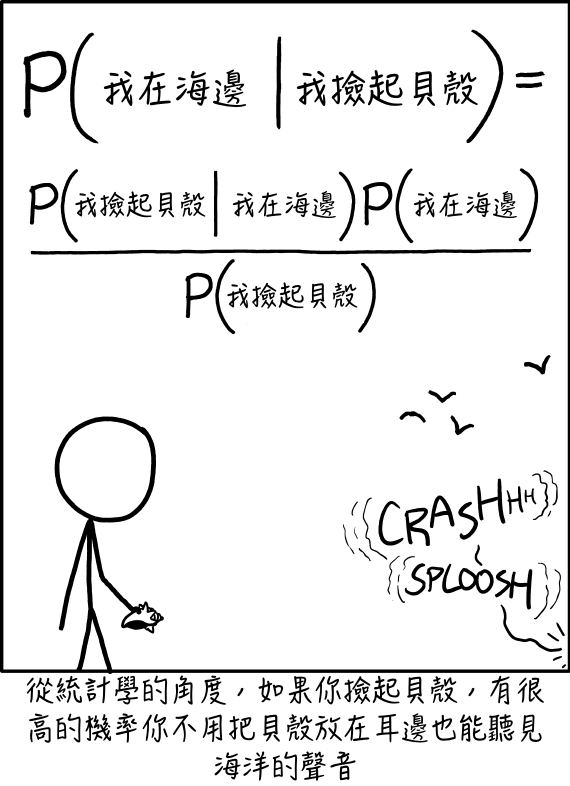 P(我在海邊|我撿起貝殼)=
P(我撿起貝殼|我在海邊)P(我在海邊)
P(我撿起貝殼)
CRASHHH
SPLOOSH
從統計學的角度，如果你撿起貝殼，有很
高的機率你不用把貝殼放在耳邊也能聽見
海洋的聲音